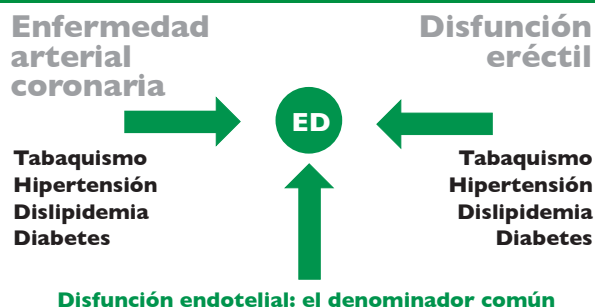 Enfermedad
arterial
coronaria
Disfunción
eréctil
ED
Tabaquismo
Hipertensión
Dislipidemia
Diabetes
Tabaquismo
Hipertensión
Dislipidemia
Diabetes
Disfunción endotelial: el denominador común